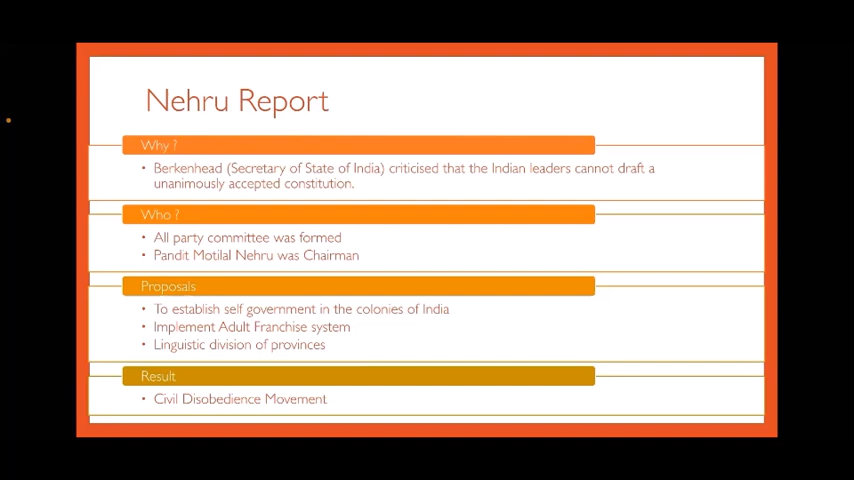 Nehru Report
Why ?
• Berkenhead (Secretary of State of India) criticised that the Indian leaders cannot draft a
unanimously accepted constitution.
Who ?
• All party committee was formed
• Pandit Motilal Nehru was Chairman
Proposals
• To establish self government in the colonies of India
• Implement Adult Franchise system
• Linguistic division of provinces
Result
• Civil Disobedience Movement